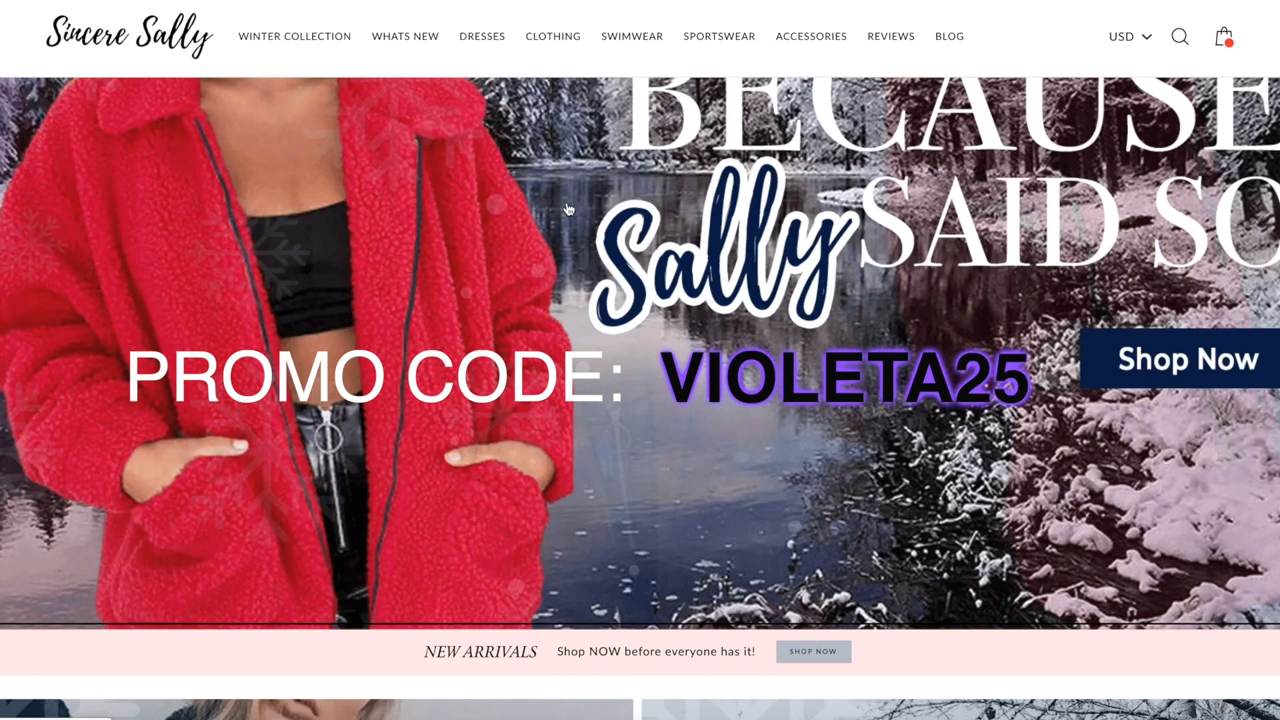 Sincere Sally
WINTER COLLECTION WHATS NEW DRESSES CLOTHING SWIMWEAR SPORTSWEAR ACCESSORIES REVIEWS BLOG
USD
BECAUSE
Sally SAID SO
Shop Now
PROMO CODE: VIOLETA25
NEW ARRIVALS Shop NOW before everyone has it! SHOP NOW